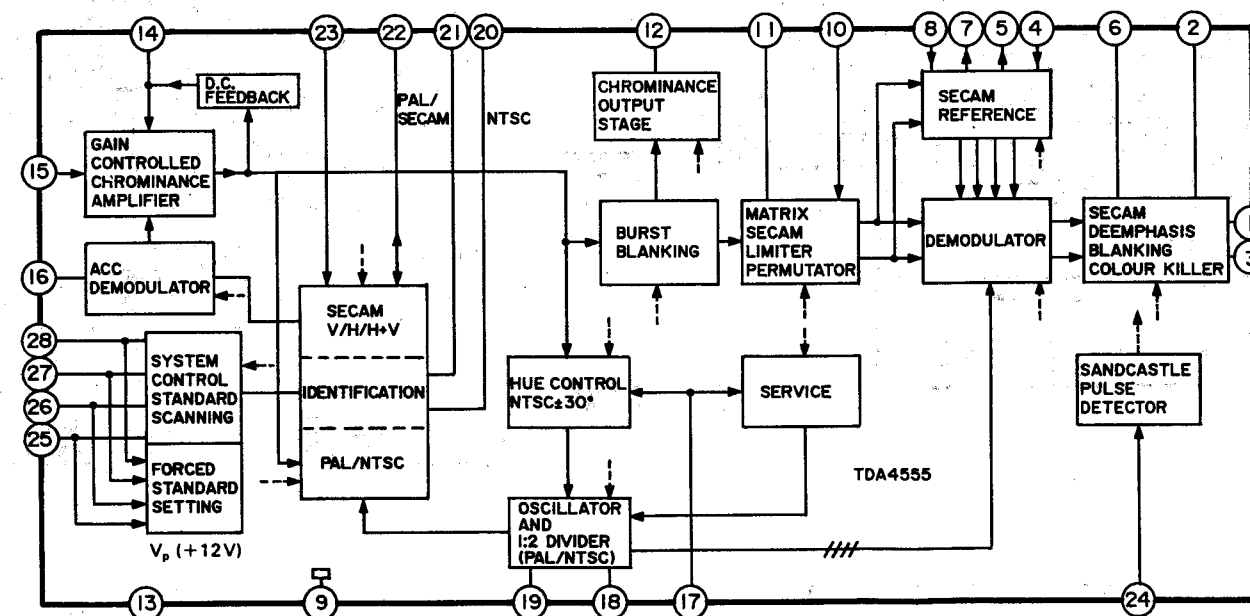 14
23
22
21
20
12
11
10
8
7
5
4
6
2
D.C.
FEEDBACK
PAL/
SECAM
NTSC
CHROMINANCE
OUTPUT
STAGE
SECAM
REFERENCE
15
GAIN
CONTROLLED
CHROMINANCE
AMPLIFIER
BURST
BLANKING
MATRIX
SECAM
LIMITER
PERMUTATOR
DEMODULATOR
SECAM
DEEMPHASIS
BLANKING
COLOUR KILLER
1
3
16
ACC
DEMODULATOR
SECAM
V/H/H+V
IDENTIFICATION
PAL/NTSC
28
27
26
25
SYSTEM
CONTROL
STANDARD
SCANNING
FORCED
STANDARD
SETTING
HUE CONTROL
NTSC±30°
SERVICE
SANDCASTLE
PULSE
DETECTOR
TDA4555
OSCILLATOR
AND
1:2 DIVIDER
(PAL/NTSC)
Vp (+12V)
13
9
19
18
17
24